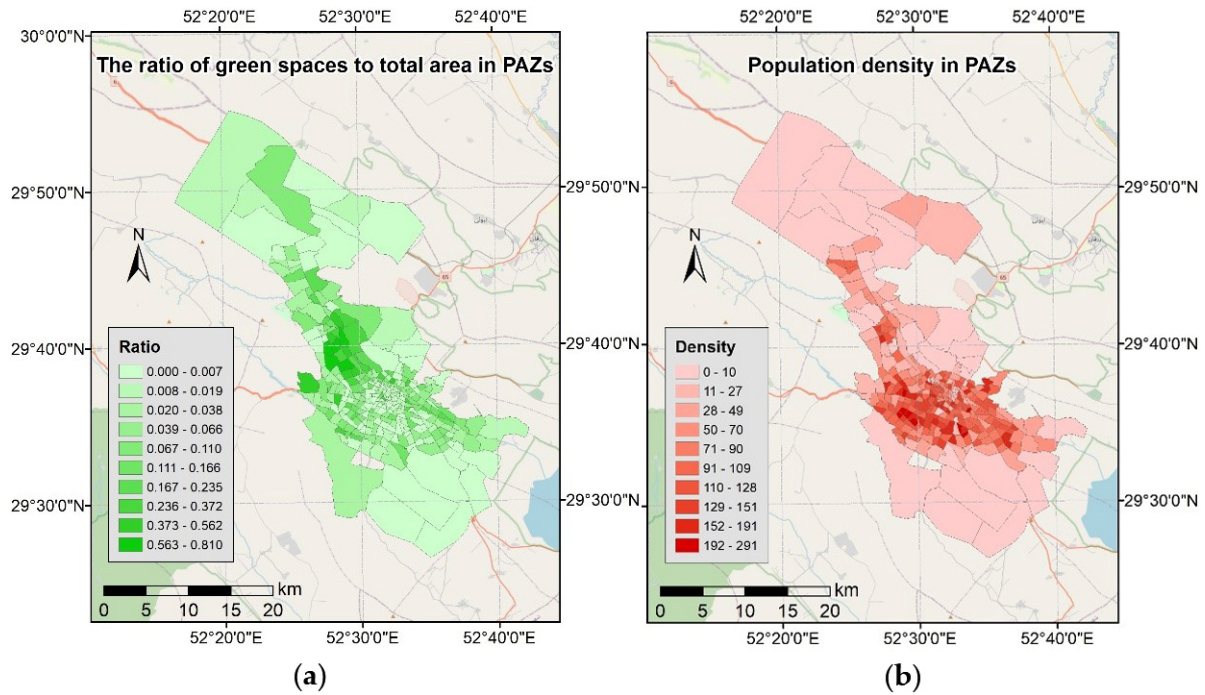 52°20'0"E 52°30'0"E 52°40'0"E
30°0'0"N
The ratio of green spaces to total area in PAZs
6
29°50'0"N
N
65
29°40'0"N
Ratio
0.000 - 0.007
0.008 - 0.019
0.020 - 0.038
0.039 - 0.066
0.067 - 0.110
0.111 - 0.166
0.167 - 0.235
0.236 - 0.372
0.373 - 0.562
0.563 - 0.810
29°30'0"N
km
0 5 10 15 20
52°20'0"E 52°30'0"E 52°40'0"E
(a)
52°20'0"E 52°30'0"E 52°40'0"E
Population density in PAZs
6
29°50'0"N
N
65
29°40'0"N
Density
0 - 10
11 - 27
28 - 49
50 - 70
71 - 90
91 - 109
110 - 128
129 - 151
152 - 191
192 - 291
29°30'0"N
km
0 5 10 15 20
52°20'0"E 52°30'0"E 52°40'0"E
(b)